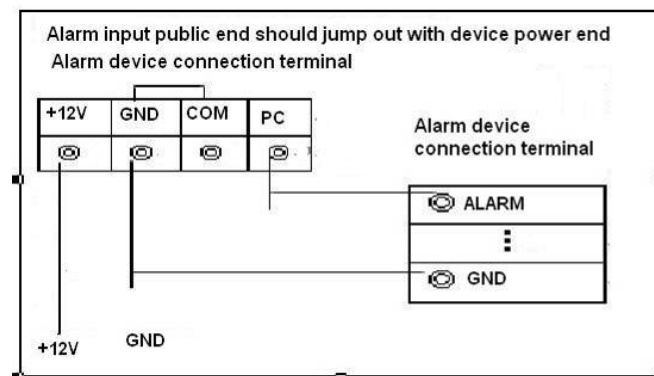 Alarm input public end should jump out with device power end
Alarm device connection terminal
+12V GND COM PC
Alarm device
connection terminal
ALARM
GND
+12V GND